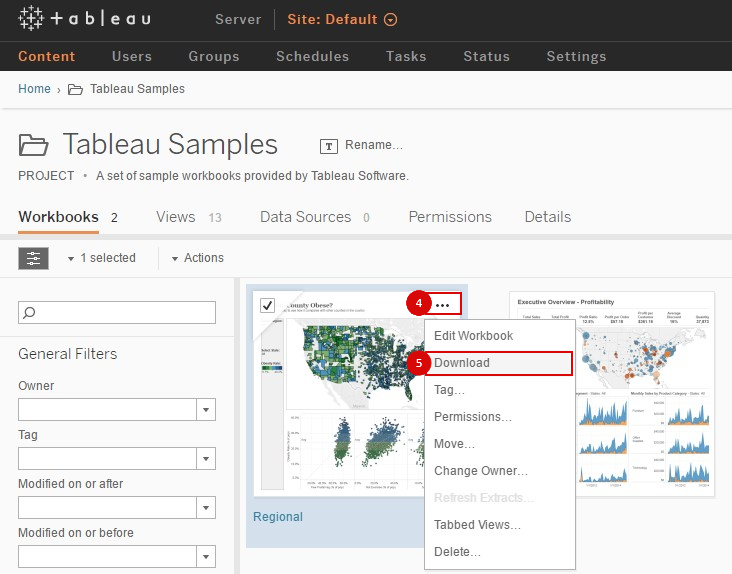 +ableau Server Site: Default
Content Users Groups Schedules Tasks Status Settings
Home › Tableau Samples
Tableau Samples T Rename...
PROJECT • A set of sample workbooks provided by Tableau Software.
Workbooks 2 Views 13 Data Sources 0 Permissions Details
1 selected Actions
General Filters
Owner
Tag
Modified on or after
Modified on or before
County Obese?
4 •••
Edit Workbook
5 Download
Tag...
Permissions...
Move...
Change Owner...
Refresh Extracts...
Tabbed Views...
Delete...
Regional
Executive Overview - Profitability